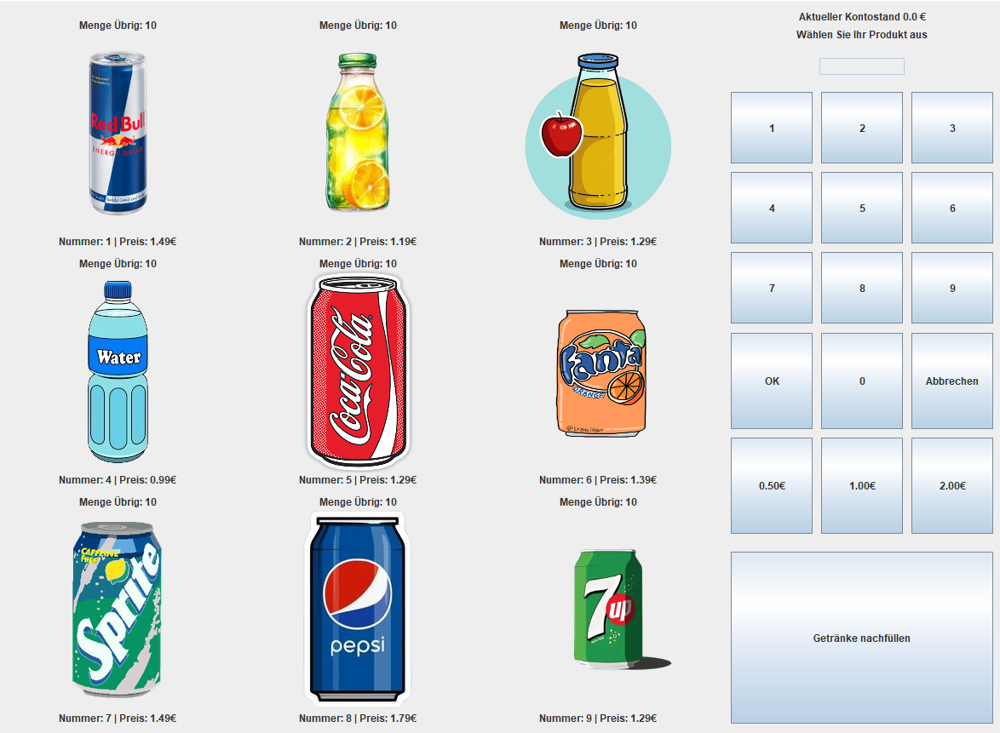 Menge Übrig: 10
Menge Übrig: 10
Menge Übrig: 10
Red Bull
ENERGY DRINK
Nummer: 1 | Preis: 1.49€
Nummer: 2 | Preis: 1.19€
Nummer: 3 | Preis: 1.29€
Menge Übrig: 10
Menge Übrig: 10
Menge Übrig: 10
Water
Coca-Cola
Fanta
ORANGE
Nummer: 4 | Preis: 0.99€
Nummer: 5 | Preis: 1.29€
Nummer: 6 | Preis: 1.39€
Menge Übrig: 10
Menge Übrig: 10
Menge Übrig: 10
CAFFEINE
FREE
Sprite
pepsi
7up
Nummer: 7 | Preis: 1.49€
Nummer: 8 | Preis: 1.79€
Nummer: 9 | Preis: 1.29€
Aktueller Kontostand 0.0 €
Wählen Sie Ihr Produkt aus
1
2
3
4
5
6
7
8
9
OK
0
Abbrechen
0.50€
1.00€
2.00€
Getränke nachfüllen